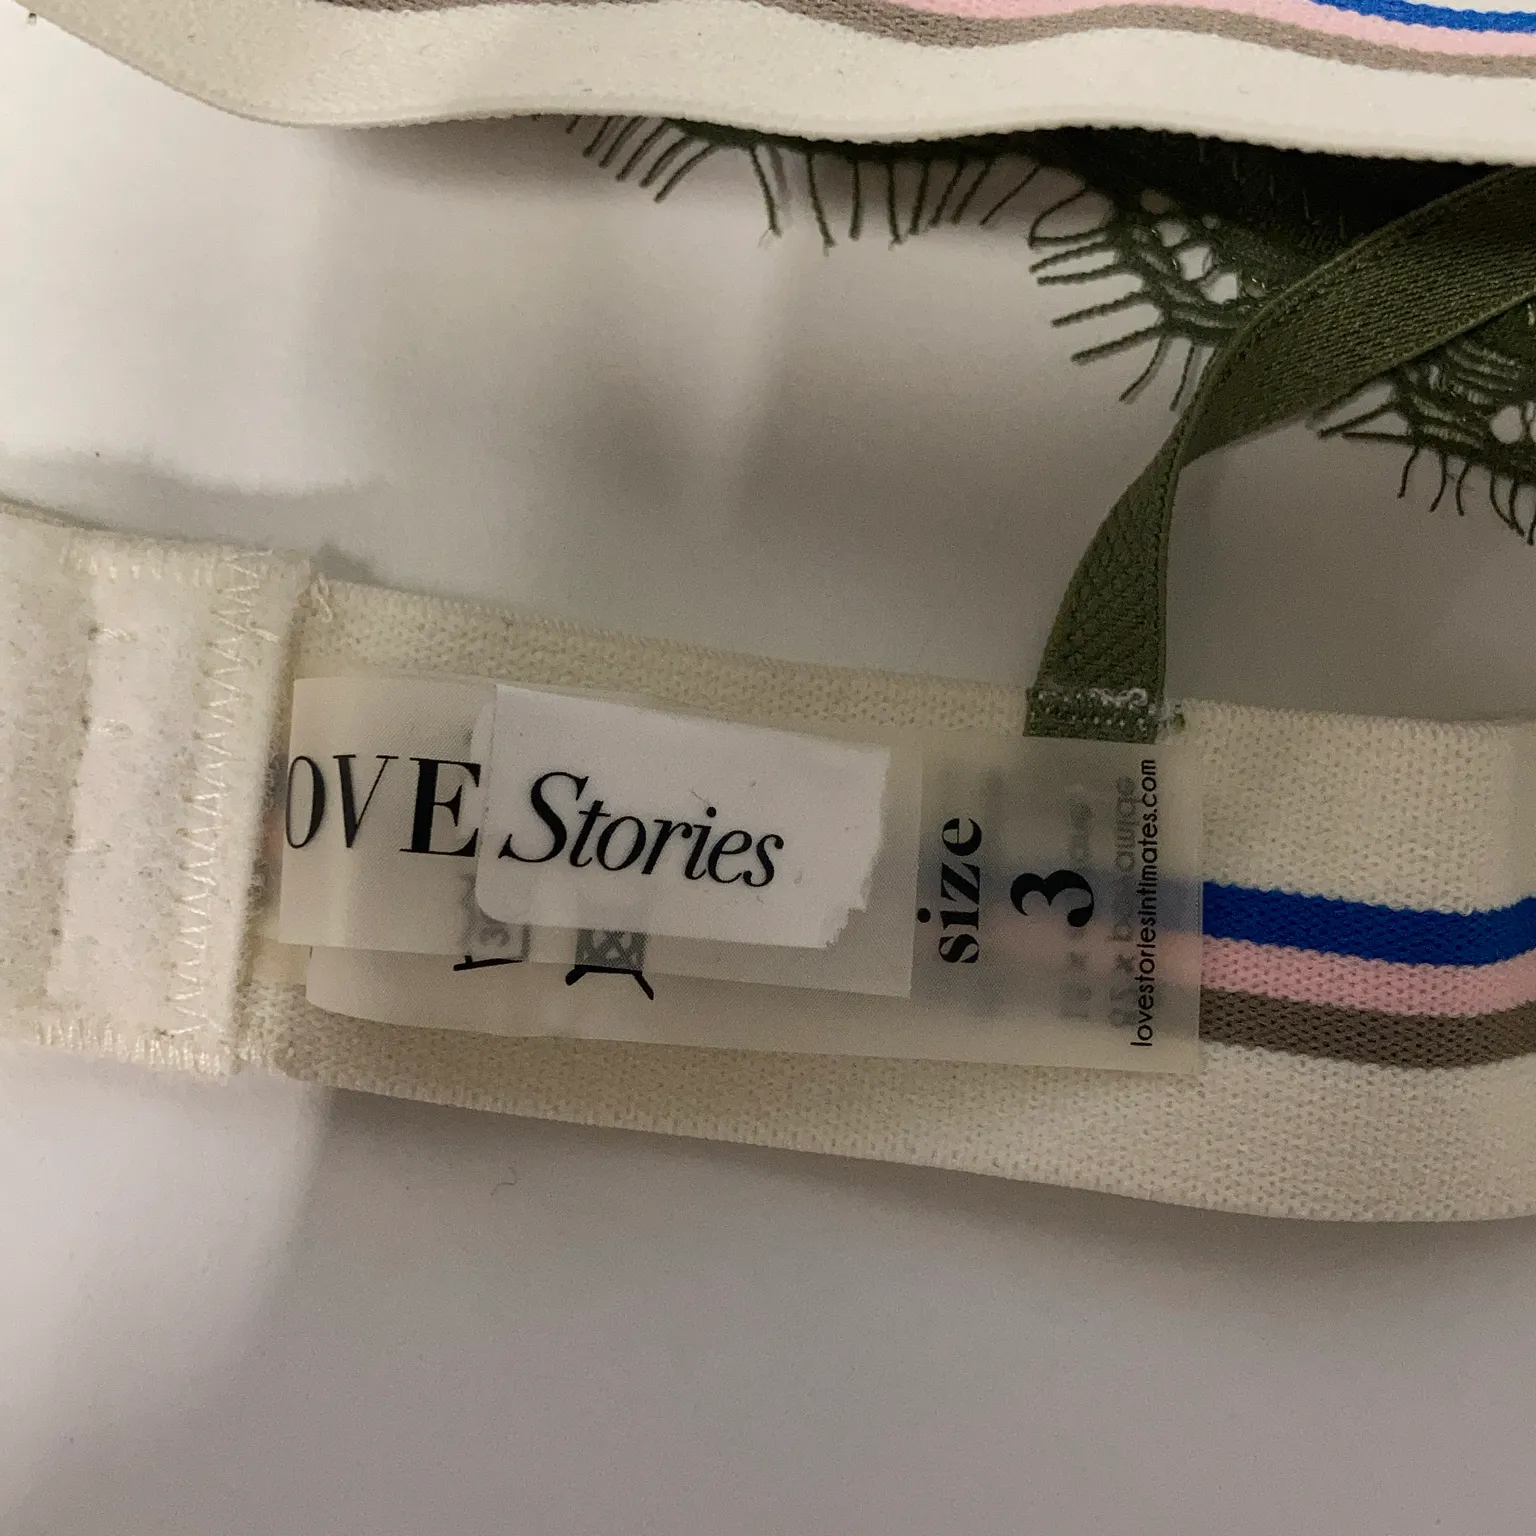 OVE Stories
size
3
lovestoriesintimates.com